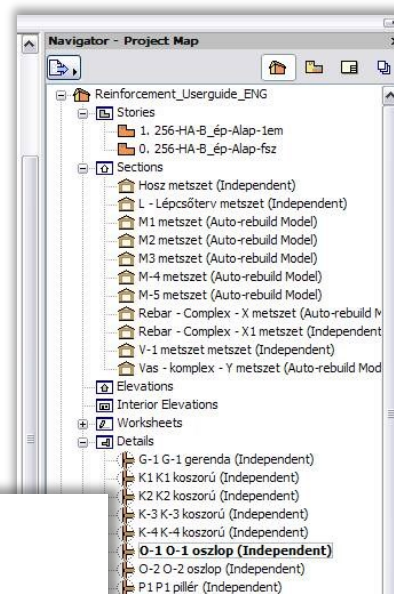 Navigator - Project Map
Reinforcement_Userguide_ENG
Stories
1. 256-HA-B_ép-Alap-1em
0. 256-HA-B_ép-Alap-fsz
Sections
Hosz metszet (Independent)
L - Lépcsőterv metszet (Independent)
M1 metszet (Auto-rebuild Model)
M2 metszet (Auto-rebuild Model)
M3 metszet (Auto-rebuild Model)
M-4 metszet (Auto-rebuild Model)
M-5 metszet (Auto-rebuild Model)
Rebar - Complex - X metszet (Auto-rebuild M
Rebar - Complex - X1 metszet (Independent
V-1 metszet metszet (Independent)
Vas - komplex - Y metszet (Auto-rebuild Mod
Elevations
Interior Elevations
Worksheets
Details
G-1 G-1 gerenda (Independent)
K1 K1 koszorú (Independent)
K2 K2 koszorú (Independent)
K-3 K-3 koszorú (Independent)
K-4 K-4 koszorú (Independent)
O-1 O-1 oszlop (Independent)
O-2 O-2 oszlop (Independent)
P1 P1 pillér (Independent)